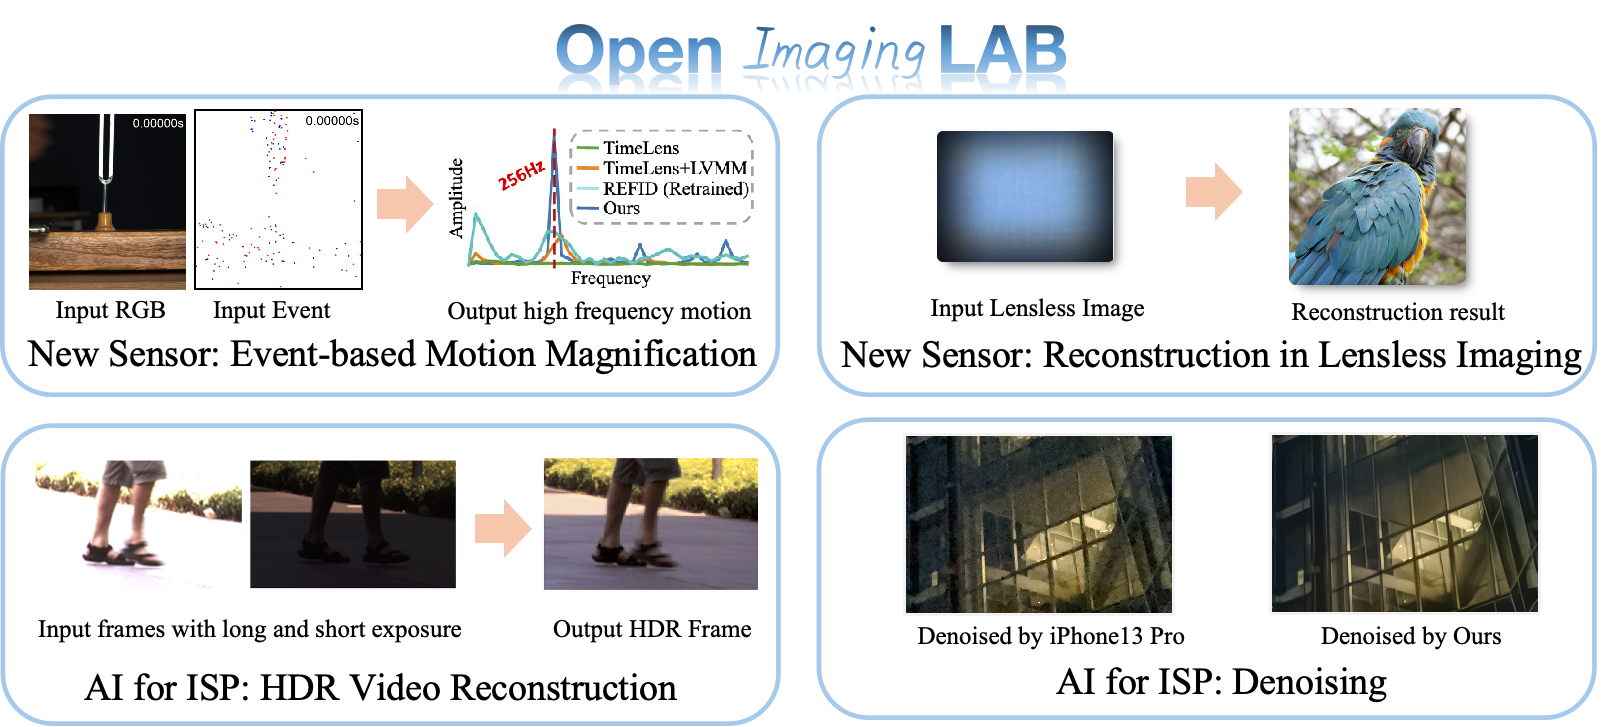 Open Imaging LAB
0.00000s
0.00000s
Amplitude
256Hz
TimeLens
TimeLens+LVMM
REFID (Retrained)
Ours
Frequency
Input RGB
Input Event
Output high frequency motion
New Sensor: Event-based Motion Magnification
Input Lensless Image
Reconstruction result
New Sensor: Reconstruction in Lensless Imaging
Input frames with long and short exposure
Output HDR Frame
AI for ISP: HDR Video Reconstruction
Denoised by iPhone13 Pro
Denoised by Ours
AI for ISP: Denoising